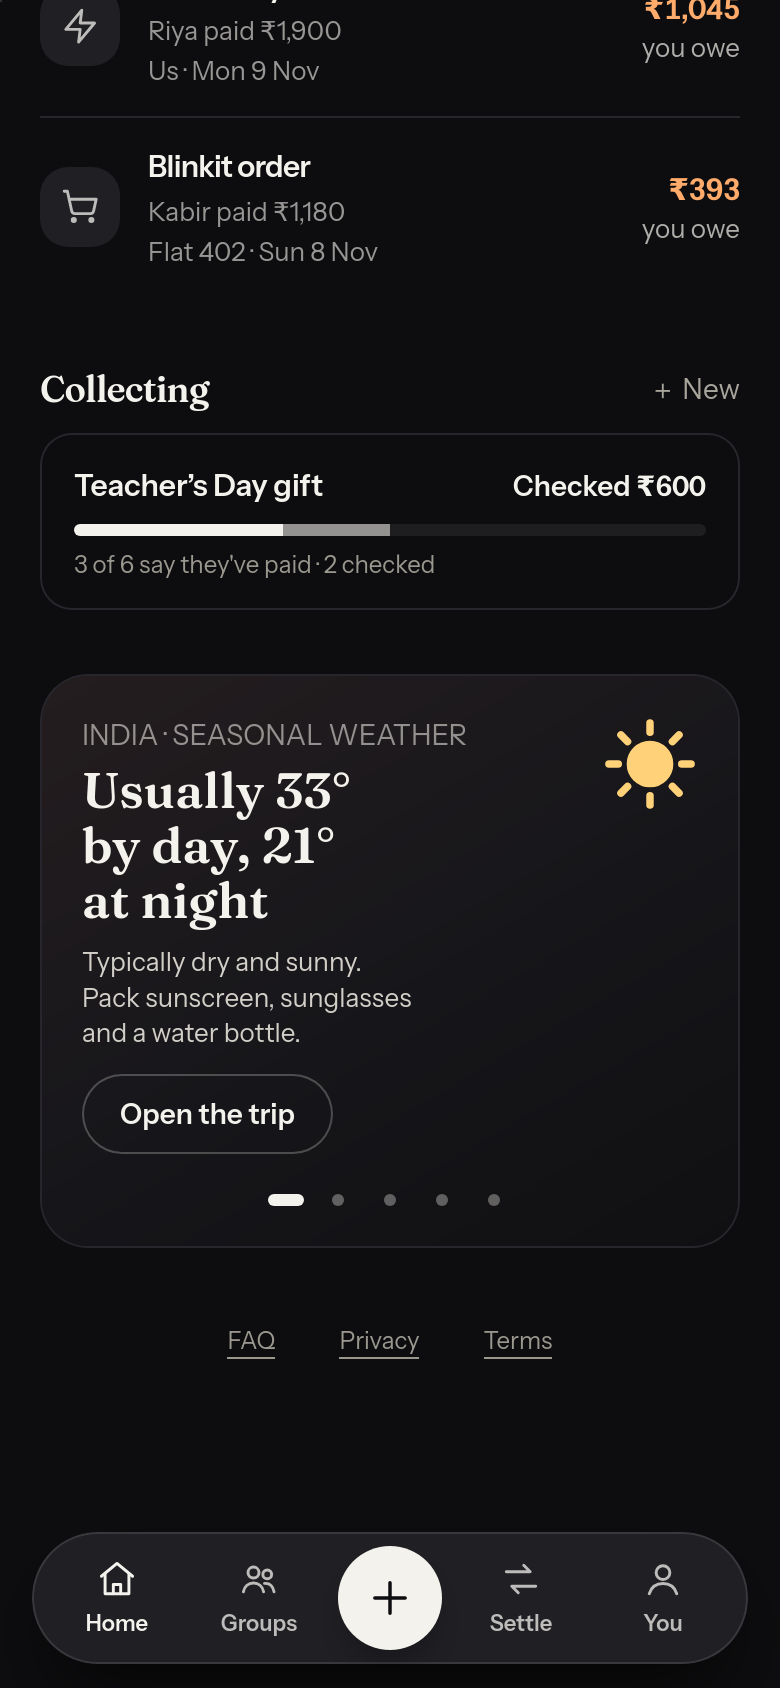 ₹1,045
Riya paid ₹1,900
you owe
Us · Mon 9 Nov
Blinkit order
₹393
Kabir paid ₹1,180
you owe
Flat 402 · Sun 8 Nov
Collecting
+ New
Teacher’s Day gift
Checked ₹600
3 of 6 say they've paid · 2 checked
INDIA · SEASONAL WEATHER
Usually 33°
by day, 21°
at night
Typically dry and sunny.
Pack sunscreen, sunglasses
and a water bottle.
Open the trip
FAQ
Privacy
Terms
Home
Groups
Settle
You